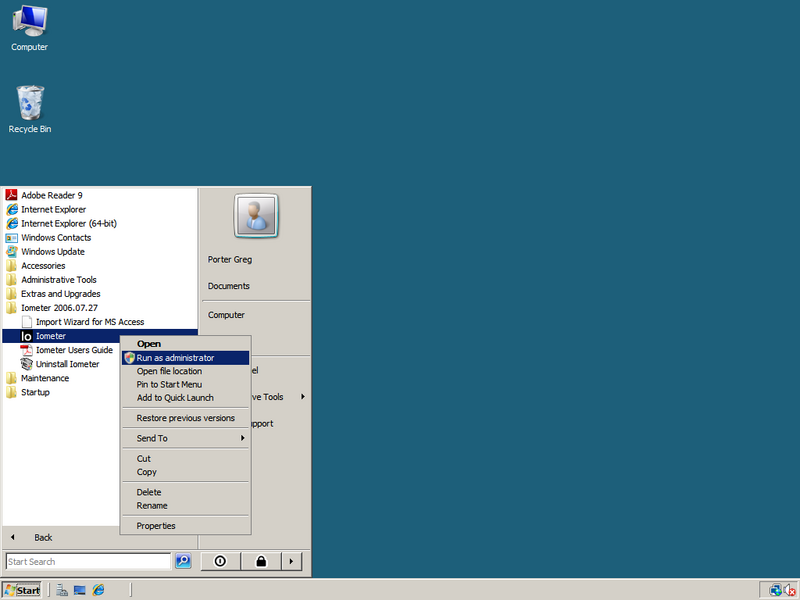 Computer
Recycle Bin
Adobe Reader 9
Internet Explorer
Internet Explorer (64-bit)
Windows Contacts
Windows Update
Accessories
Administrative Tools
Extras and Upgrades
Iometer 2006.07.27
Import Wizard for MS Access
Io Iometer
Iometer Users Guide
Uninstall Iometer
Maintenance
Startup
Back
Start Search
Porter Greg
Documents
Computer
el
ve Tools
pport
Open
Run as administrator
Open file location
Pin to Start Menu
Add to Quick Launch
Restore previous versions
Send To
Cut
Copy
Delete
Rename
Properties
Start